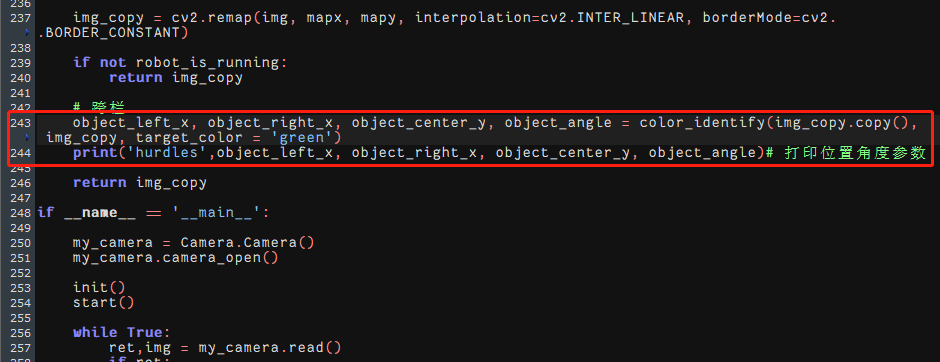 236
237 img_copy = cv2.remap(img, mapx, mapy, interpolation=cv2.INTER_LINEAR, borderMode=cv2.
.BORDER_CONSTANT)
238
239 if not robot_is_running:
240 return img_copy
241
242 # 跨栏
243 object_left_x, object_right_x, object_center_y, object_angle = color_identify(img_copy.copy(),
img_copy,target_color = 'green')
244 print('hurdles',object_left_x, object_right_x, object_center_y, object_angle)# 打印位置角度参数
245
246 return img_copy
247
248 if __name__ == '__main__':
249
250 my_camera = Camera.Camera()
251 my_camera.camera_open()
252
253 init()
254 start()
255
256 while True:
257 ret,img = my_camera.read()
258 if ret: